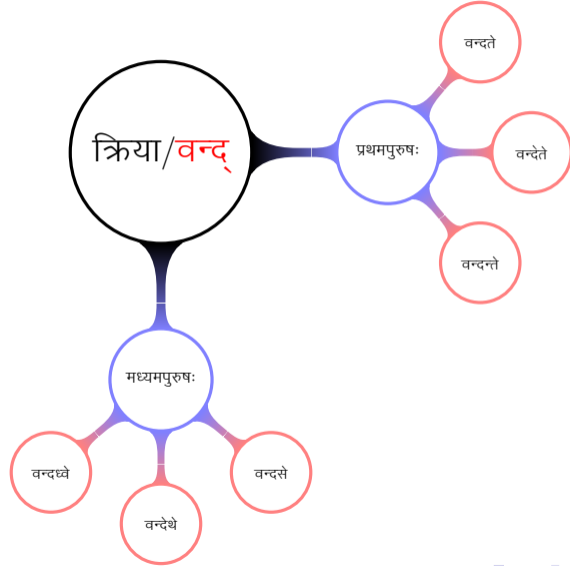 क्रिया/वन्द्
प्रथमपुरुषः
वन्दते
वन्देते
वन्दन्ते
मध्यमपुरुषः
वन्दध्वे
वन्देथे
वन्दसे